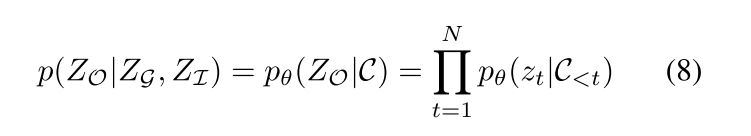 p(Z_𝒪|Z_𝒢, Z_ℐ) = p_θ(Z_𝒪|𝒞) = ∏_{t=1}^{N} p_θ(z_t|𝒞_{<t}) (8)